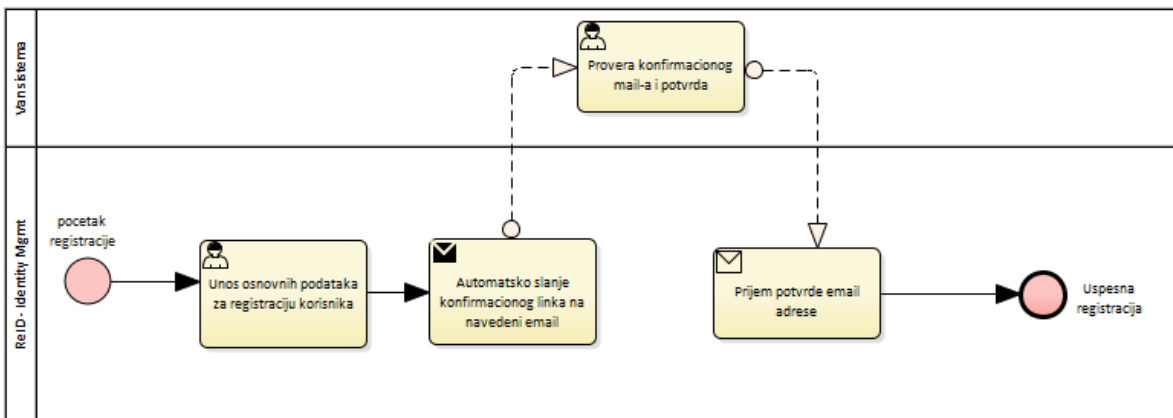 Van sistema
Provera konfirmacionog
mail-a i potvrda
ReID - Identity Mgmt
pocetak
registracije
Unos osnovnih podataka
za registraciju korisnika
Automatsko slanje
konfirmacionog linka na
navedeni email
Prijem potvrde email
adrese
Uspesna
registracija